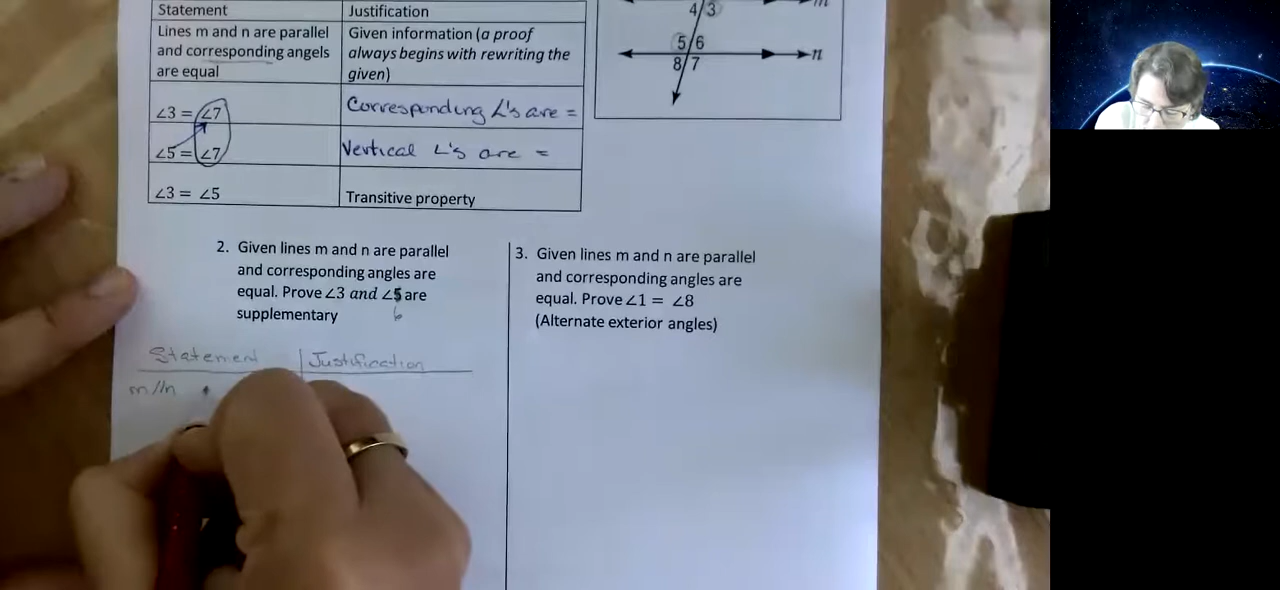 Statement
Justification
4/3
m
Lines m and n are parallel
and corresponding angels
are equal
Given information (a proof
always begins with rewriting the
given)
5/6
n
8/7
∠3 = ∠7
Corresponding ∠'s are =
∠5 = ∠7
Vertical ∠'s are =
∠3 = ∠5
Transitive property
2. Given lines m and n are parallel
and corresponding angles are
equal. Prove ∠3 and ∠5 are
6
supplementary
3. Given lines m and n are parallel
and corresponding angles are
equal. Prove ∠1 = ∠8
(Alternate exterior angles)
Statement
Justification
m//n